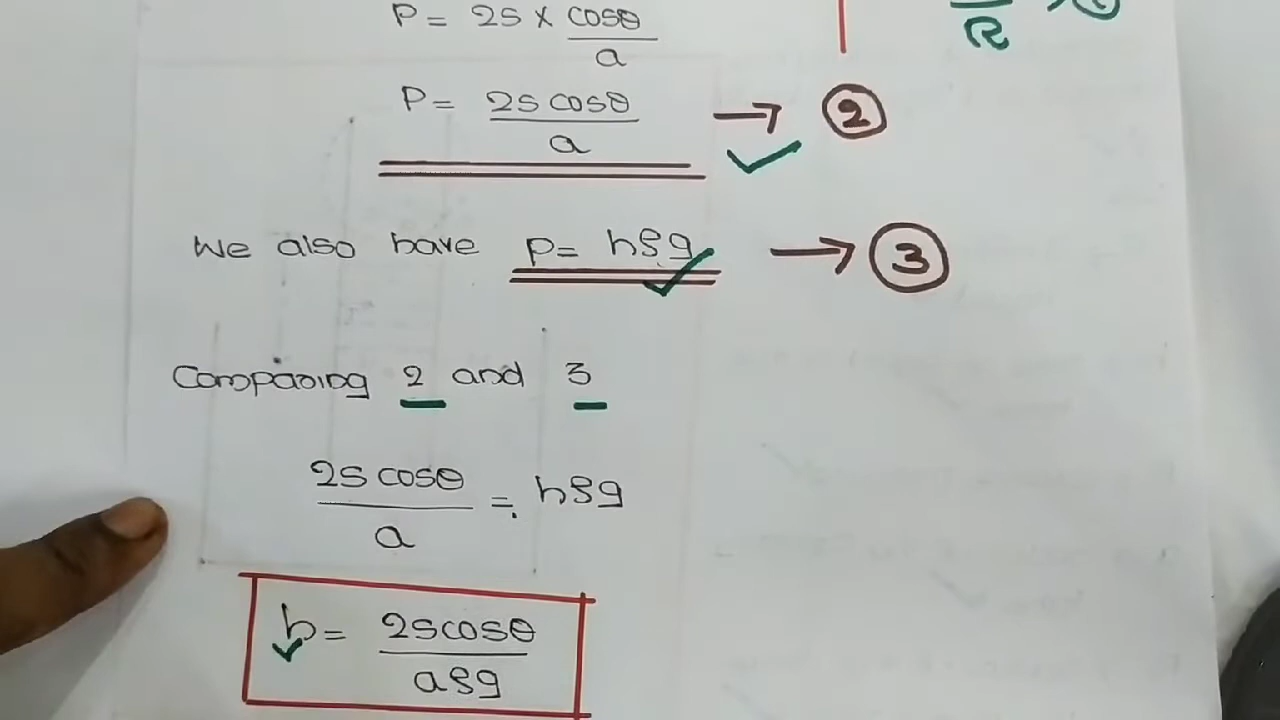 P = 2S × cosθ / a
P = 2S cosθ / a → 2
R
We also have P = hρg → 3
Comparing 2 and 3
2S cosθ / a = hρg
h = 2S cosθ / aρg